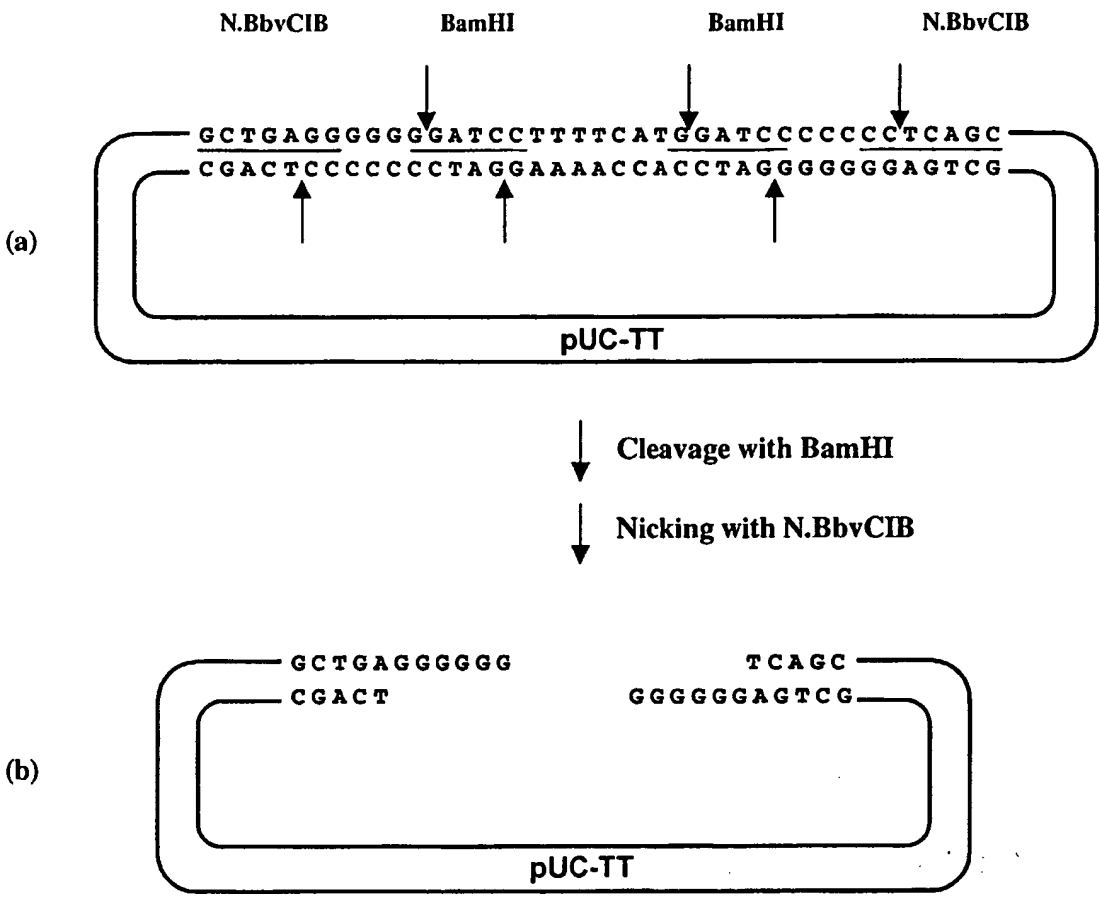 N.BbvCIB BamHI BamHI N.BbvCIB
GCTGAGGGGGGGATCCTTTTCATGGATCCCCCCCTCAGC
CGACTCCCCCCCTAGGAAAACCACCTAGGGGGGGAGTCG
(a)
pUC-TT
Cleavage with BamHI
Nicking with N.BbvCIB
GCTGAGGGGGG TCAGC
CGACT GGGGGGAGTCG
(b)
pUC-TT